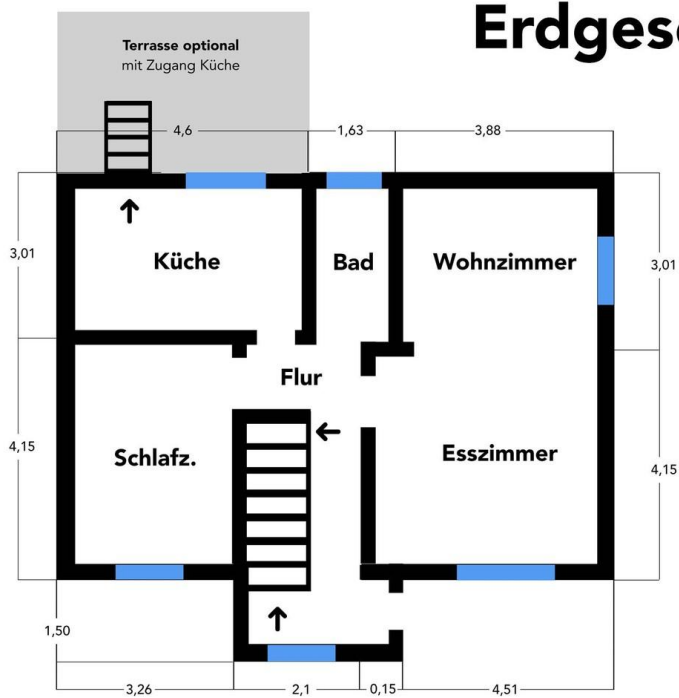 Erdgesc
Terrasse optional
mit Zugang Küche
4,6
1,63
3,88
3,01
Küche
Bad
Wohnzimmer
3,01
Flur
4,15
Schlafz.
Esszimmer
4,15
1,50
3,26
2,1
0,15
4,51